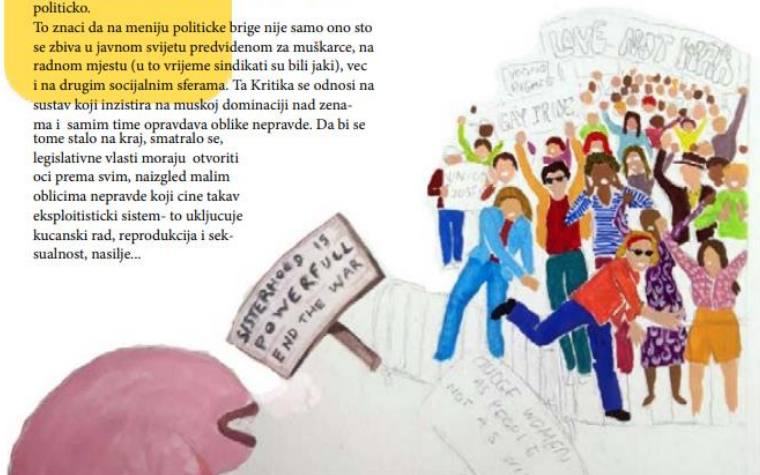 politicko.
To znaci da na meniju politicke brige nije samo ono sto
se zbiva u javnom svijetu predvidenom za muškarce, na
radnom mjestu (u to vrijeme sindikati su bili jaki), vec
i na drugim socijalnim sferama. Ta Kritika se odnosi na
sustav koji inzistira na muskoj dominaciji nad zena-
ma i samim time opravdava oblike nepravde. Da bi se
tome stalo na kraj, smatralo se,
legislativne vlasti moraju otvoriti
oci prema svim, naizgled malim
oblicima nepravde koji cine takav
eksploitisticki sistem- to ukljucuje
kucanski rad, reprodukcija i sek-
sualnost, nasilje...
LOVE NOT WAR
GAY PRIDE
UNION
SISTERHOOD IS
POWERFULL
END THE WAR
JUDGE WOMEN
AS PEOPLE
NOT AS